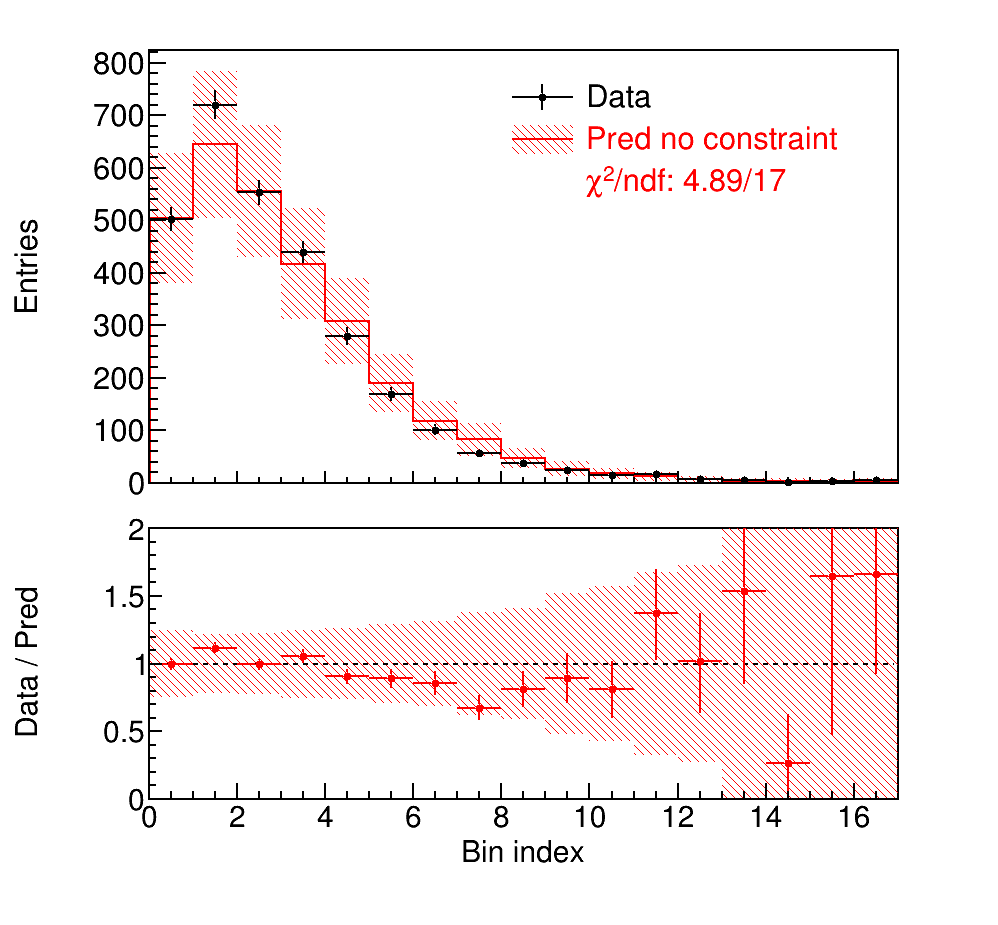 800
700
600
500
400
300
200
100
0
Entries
Data
Pred no constraint
χ²/ndf: 4.89/17
2
1.5
1
0.5
0
Data / Pred
0 2 4 6 8 10 12 14 16
Bin index